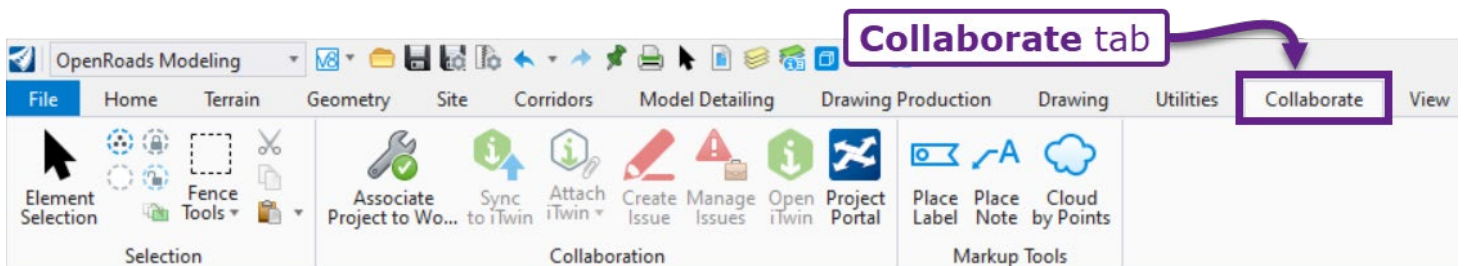 Collaborate tab
OpenRoads Modeling
V8
File Home Terrain Geometry Site Corridors Model Detailing Drawing Production Drawing Utilities Collaborate View
Element Selection
Fence Tools
Associate Project to Wo...
Sync to iTwin
Attach iTwin
Create Issue
Manage Issues
Open iTwin
Project Portal
Place Label
A
Place Note
Cloud by Points
Selection Collaboration Markup Tools